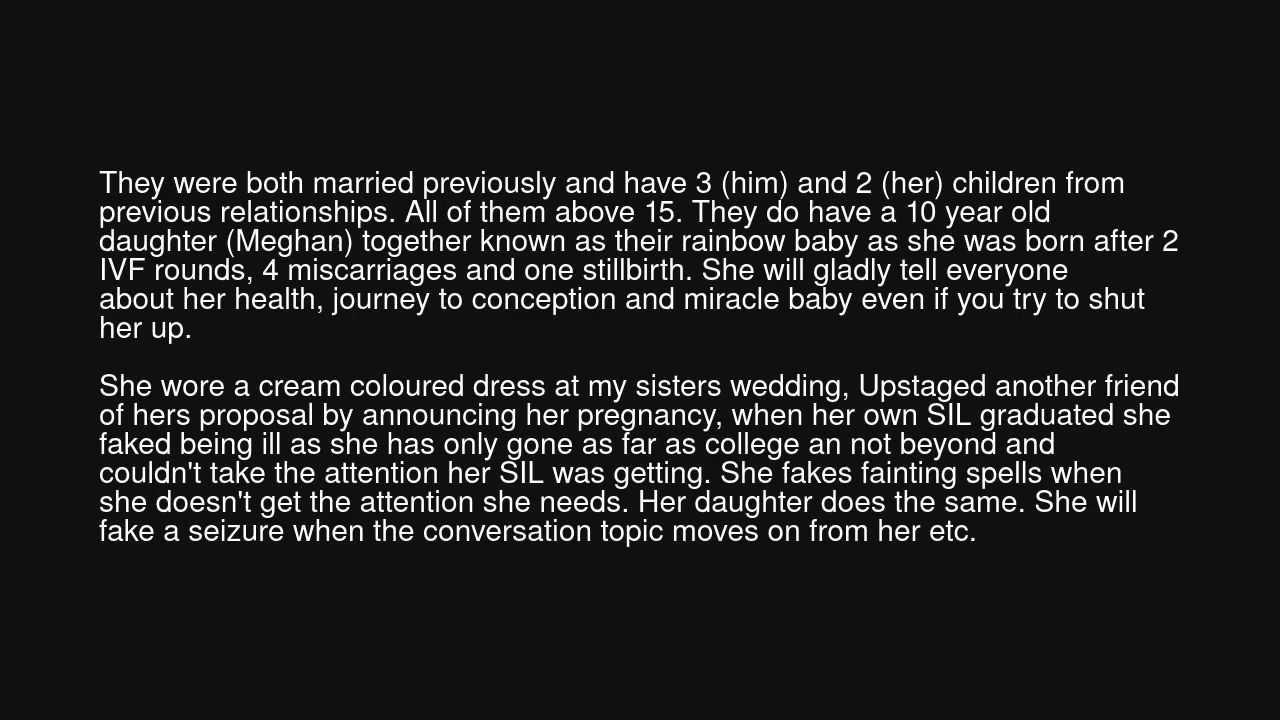 They were both married previously and have 3 (him) and 2 (her) children from
previous relationships. All of them above 15. They do have a 10 year old
daughter (Meghan) together known as their rainbow baby as she was born after 2
IVF rounds, 4 miscarriages and one stillbirth. She will gladly tell everyone
about her health, journey to conception and miracle baby even if you try to shut
her up.
She wore a cream coloured dress at my sisters wedding, Upstaged another friend
of hers proposal by announcing her pregnancy, when her own SIL graduated she
faked being ill as she has only gone as far as college an not beyond and
couldn't take the attention her SIL was getting. She fakes fainting spells when
she doesn't get the attention she needs. Her daughter does the same. She will
fake a seizure when the conversation topic moves on from her etc.